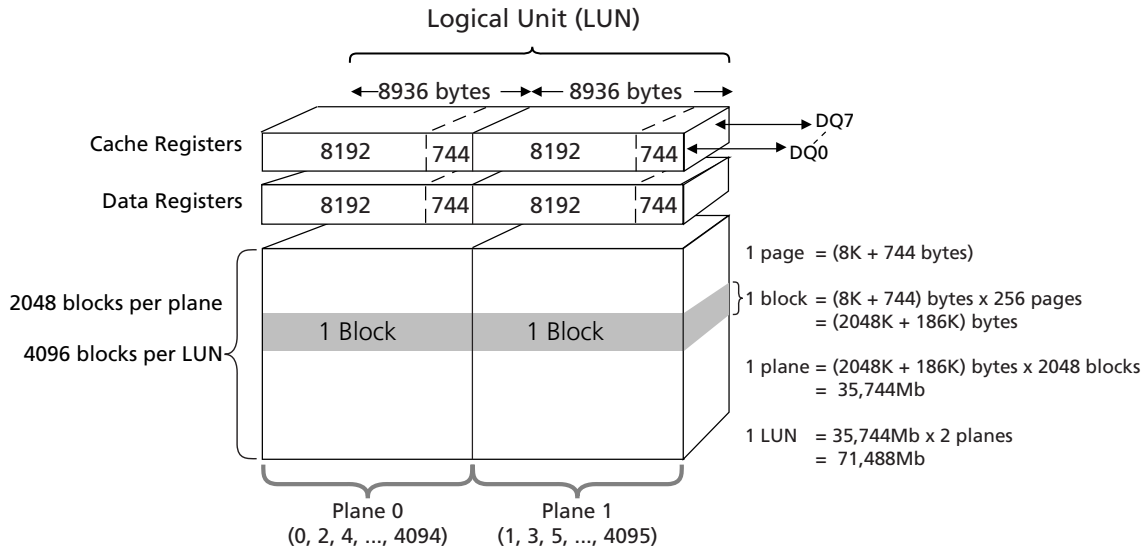 Logical Unit (LUN)
8936 bytes 8936 bytes
Cache Registers 8192 744 8192 744 DQ7
DQ0
Data Registers 8192 744 8192 744
2048 blocks per plane
4096 blocks per LUN
1 Block 1 Block
1 page = (8K + 744 bytes)
1 block = (8K + 744) bytes x 256 pages
= (2048K + 186K) bytes
1 plane = (2048K + 186K) bytes x 2048 blocks
= 35,744Mb
1 LUN = 35,744Mb x 2 planes
= 71,488Mb
Plane 0 Plane 1
(0, 2, 4, ..., 4094) (1, 3, 5, ..., 4095)